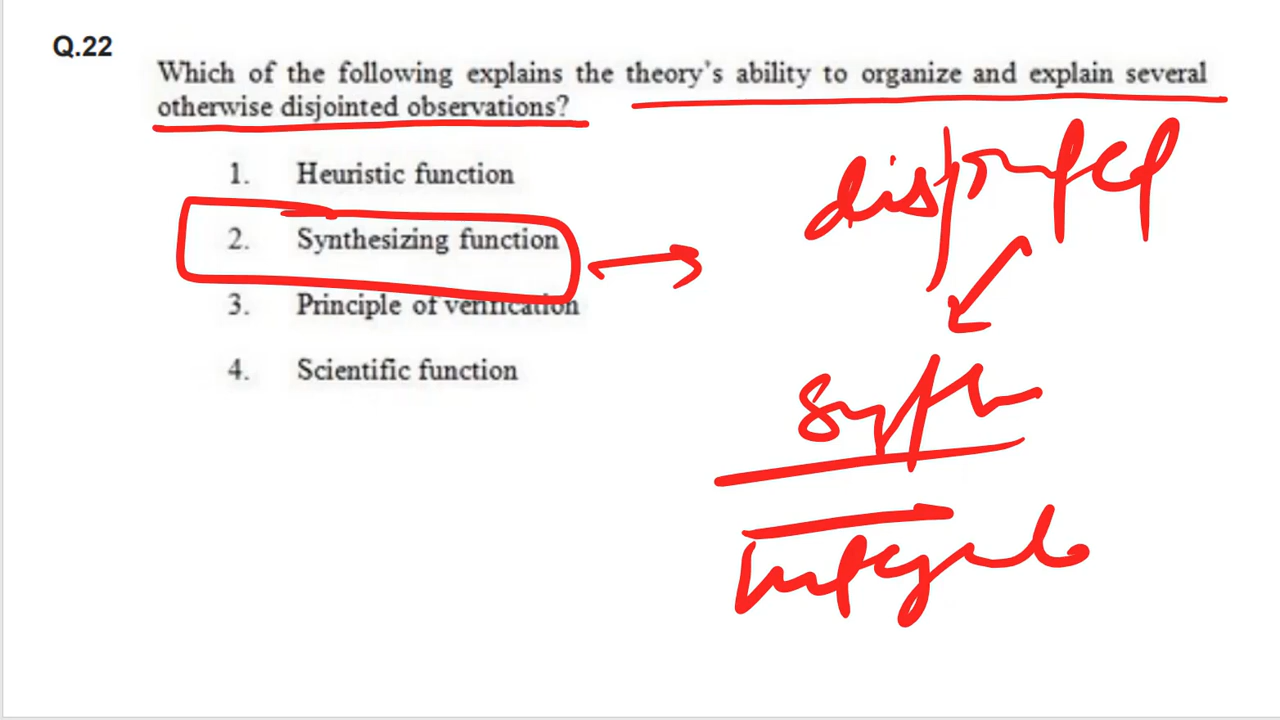 Q.22
Which of the following explains the theory's ability to organize and explain several
otherwise disjointed observations?
1. Heuristic function
2. Synthesizing function
3. Principle of verification
4. Scientific function